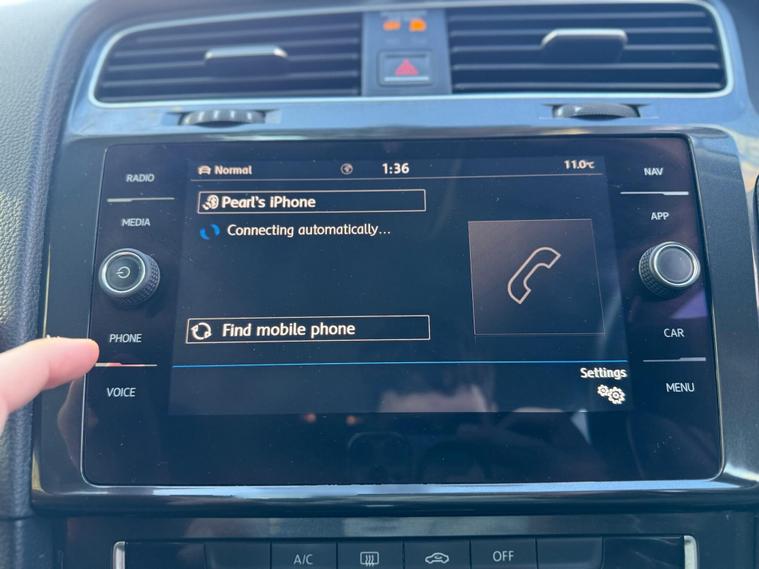 RADIO
MEDIA
PHONE
VOICE
Normal
1:36
11.0°C
Pearl's iPhone
Connecting automatically...
Find mobile phone
Settings
NAV
APP
CAR
MENU
A/C
OFF